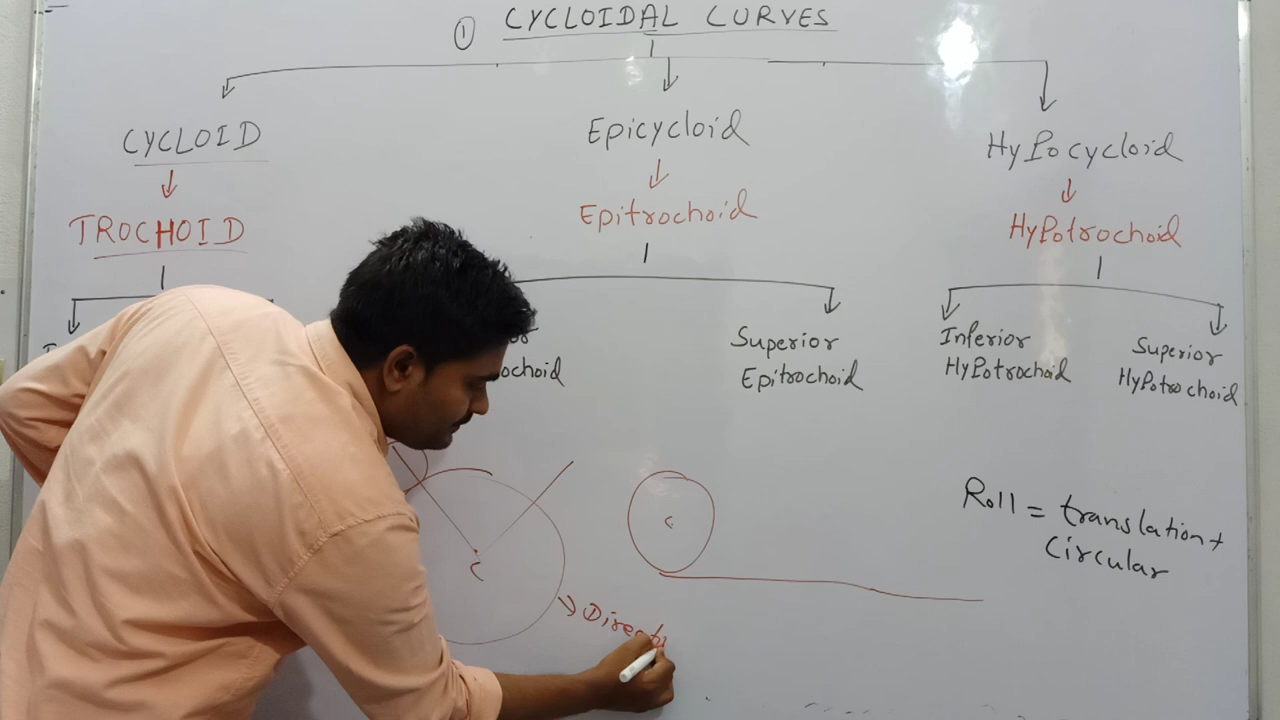 ① CYCLOIDAL CURVES
CYCLOID
Epicycloid
Hypocycloid
TROCHOID
Epitrochoid
Hypotrochoid
Superior
Epitrochoid
Inferior
Hypotrochoid
Superior
Hypotrochoid
C
C
Roll = translation +
Circular